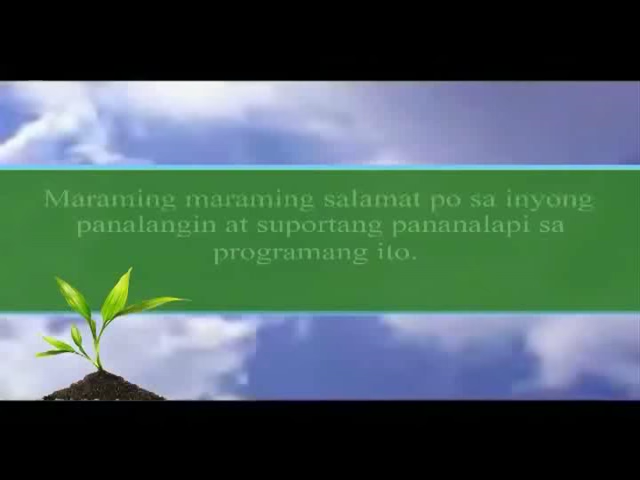 Maraming maraming salamat po sa inyong
panalangin at suportang pananalapi sa
programang ito.